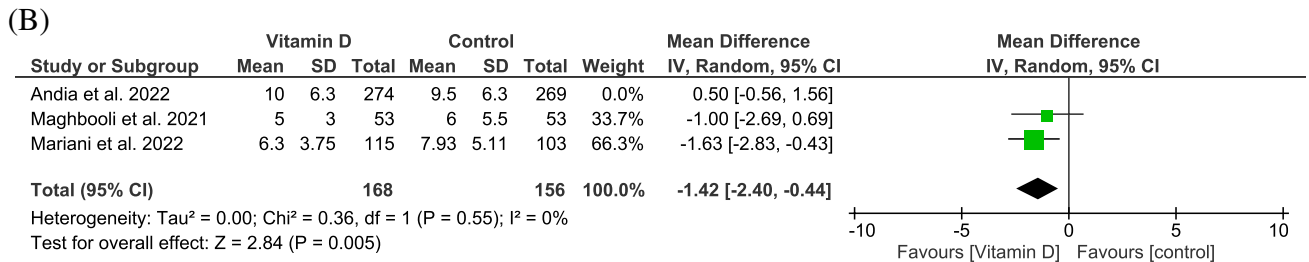 (B)
Vitamin D Control Mean Difference Mean Difference
Study or Subgroup Mean SD Total Mean SD Total Weight IV, Random, 95% CI IV, Random, 95% CI
Andia et al. 2022 10 6.3 274 9.5 6.3 269 0.0% 0.50 [-0.56, 1.56]
Maghbooli et al. 2021 5 3 53 6 5.5 53 33.7% -1.00 [-2.69, 0.69]
Mariani et al. 2022 6.3 3.75 115 7.93 5.11 103 66.3% -1.63 [-2.83, -0.43]
Total (95% CI) 168 156 100.0% -1.42 [-2.40, -0.44]
Heterogeneity: Tau² = 0.00; Chi² = 0.36, df = 1 (P = 0.55); I² = 0%
Test for overall effect: Z = 2.84 (P = 0.005)
-10 -5 0 5 10
Favours [Vitamin D] Favours [control]